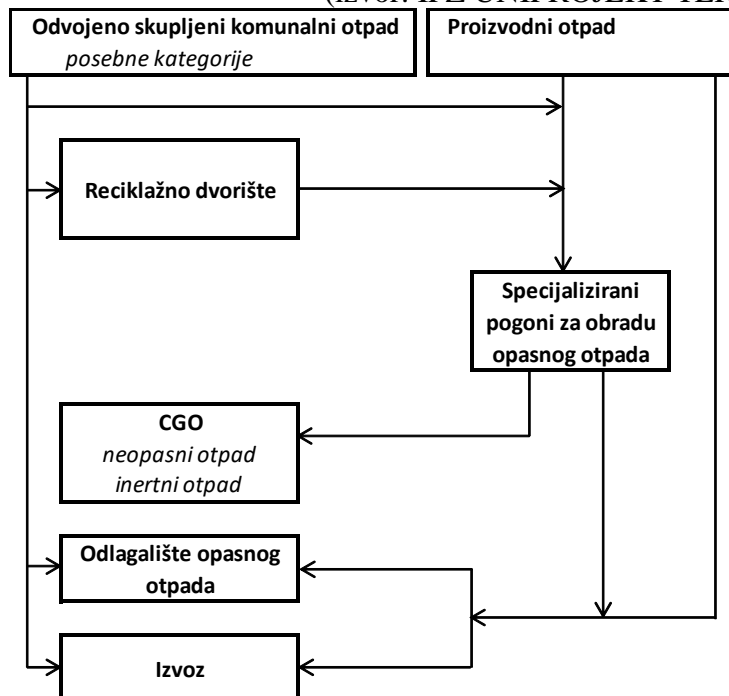 (izvor:
Odvojeno skupljeni komunalni otpad
posebne kategorije
Proizvodni otpad
Reciklažno dvorište
Specijalizirani
pogoni za obradu
opasnog otpada
CGO
neopasni otpad
inertni otpad
Odlagalište opasnog
otpada
Izvoz